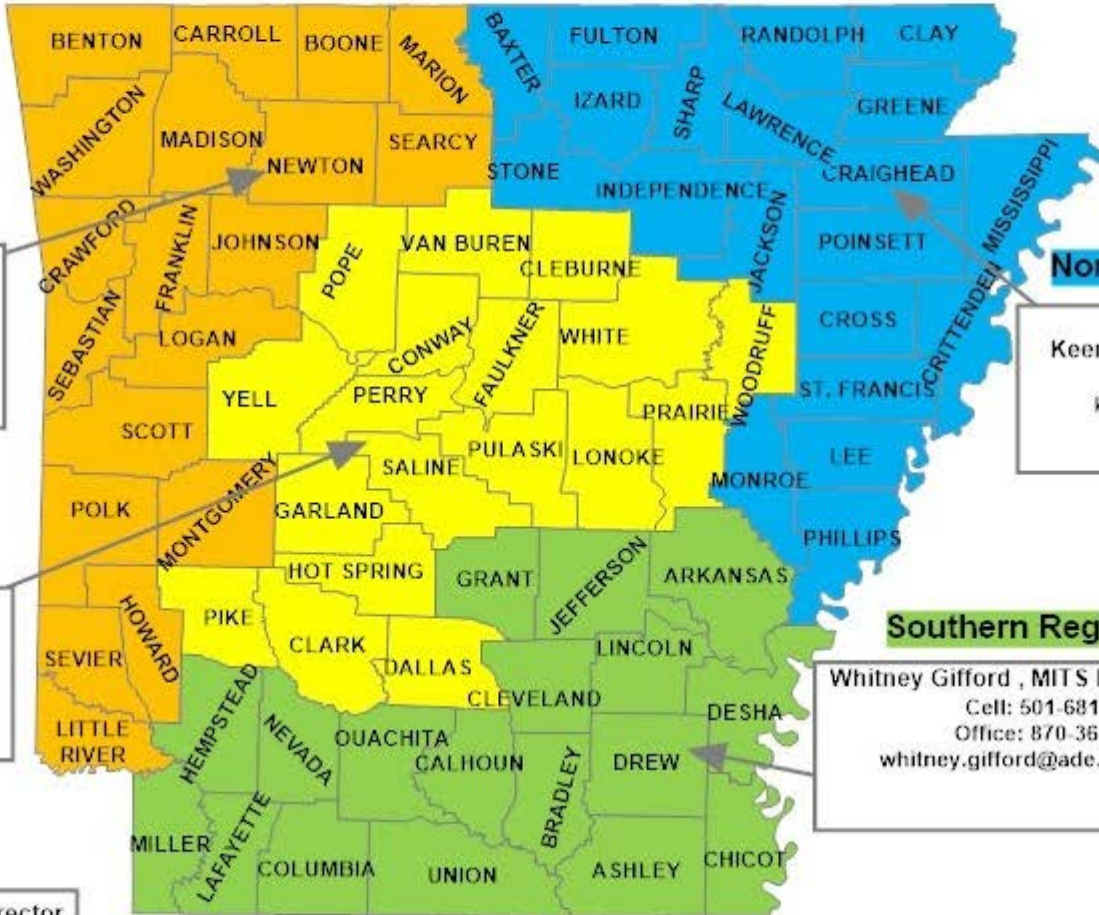 BENTON
CARROLL
BOONE
MARION
BAXTER
FULTON
RANDOLPH
CLAY
IZARD
SHARP
LAWRENCE
GREENE
WASHINGTON
MADISON
NEWTON
SEARCY
STONE
INDEPENDENCE
CRAIGHEAD
MISSISSIPPI
CRAWFORD
FRANKLIN
JOHNSON
POPE
VAN BUREN
CLEBURNE
JACKSON
POINSETT
SEBASTIAN
LOGAN
CONWAY
FAULKNER
WHITE
WOODRUFF
CROSS
CRITTENDEN
YELL
PERRY
PRAIRIE
ST. FRANCIS
SCOTT
SALINE
PULASKI
LONOKE
MONROE
LEE
POLK
MONTGOMERY
GARLAND
PHILLIPS
HOT SPRING
GRANT
JEFFERSON
ARKANSAS
PIKE
CLARK
DALLAS
LINCOLN
SEVIER
HOWARD
CLEVELAND
DESHA
LITTLE
RIVER
HEMPSTEAD
NEVADA
OUACHITA
CALHOUN
BRADLEY
DREW
MILLER
LAFAYETTE
COLUMBIA
UNION
ASHLEY
CHICOT
Nor
Keer
k
Southern Reg
Whitney Gifford , MITS
Cell: 501-681
Office: 870-36
whitney.gifford@ade.
rector